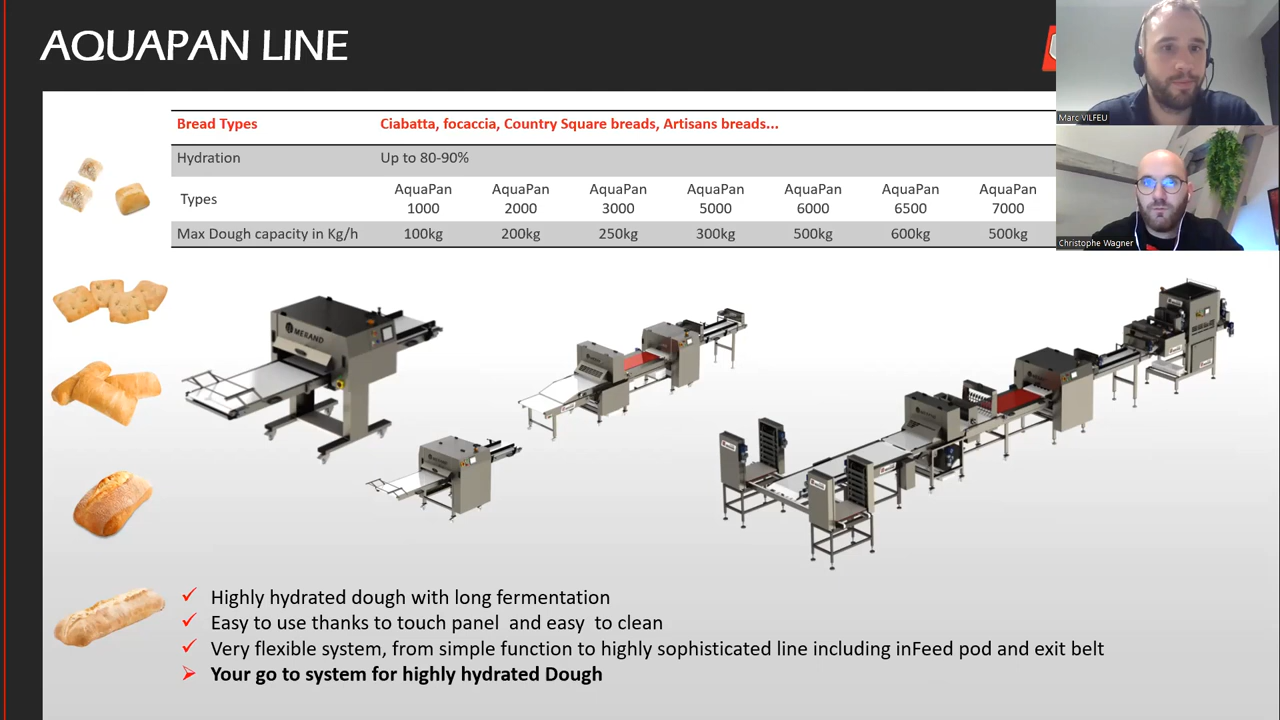 AQUAPAN LINE
Marc VILFEU
Christophe Wagner
Bread Types Ciabatta, focaccia, Country Square breads, Artisans breads...
Hydration Up to 80-90%
Types AquaPan 1000 AquaPan 2000 AquaPan 3000 AquaPan 5000 AquaPan 6000 AquaPan 6500 AquaPan 7000
Max Dough capacity in Kg/h 100kg 200kg 250kg 300kg 500kg 600kg 500kg
MERAND
✓ Highly hydrated dough with long fermentation
✓ Easy to use thanks to touch panel and easy to clean
✓ Very flexible system, from simple function to highly sophisticated line including inFeed pod and exit belt
➢ Your go to system for highly hydrated Dough